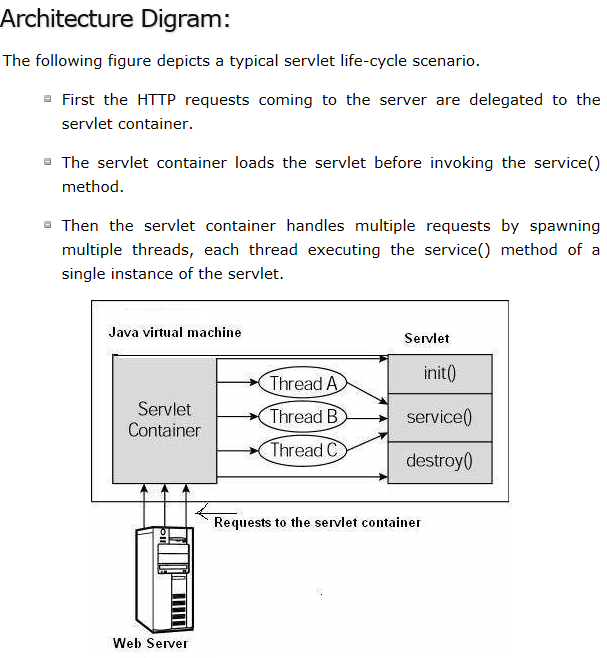 Architecture Digram:
The following figure depicts a typical servlet life-cycle scenario.
First the HTTP requests coming to the server are delegated to the
servlet container.
The servlet container loads the servlet before invoking the service()
method.
Then the servlet container handles multiple requests by spawning
multiple threads, each thread executing the service() method of a
single instance of the servlet.
Java virtual machine
Servlet
init()
Thread A
Servlet
Container
Thread B
service()
Thread C
destroy()
Requests to the servlet container
Web Server